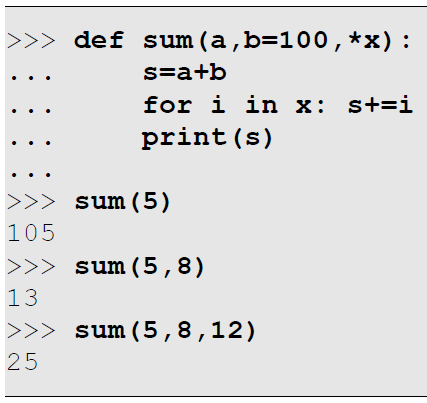 >>> def sum(a,b=100,*x):
...     s=a+b
...     for i in x: s+=i
...     print(s)
...
>>> sum(5)
105
>>> sum(5,8)
13
>>> sum(5,8,12)
25